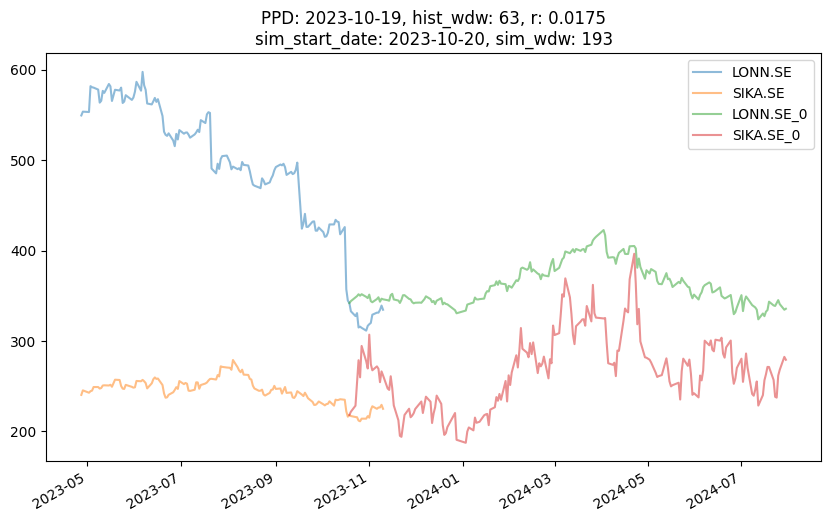 PPD: 2023-10-19, hist_wdw: 63, r: 0.0175
sim_start_date: 2023-10-20, sim_wdw: 193
LONN.SE
SIKA.SE
LONN.SE_0
SIKA.SE_0
600
500
400
300
200
2023-05
2023-07
2023-09
2023-11
2024-01
2024-03
2024-05
2024-07